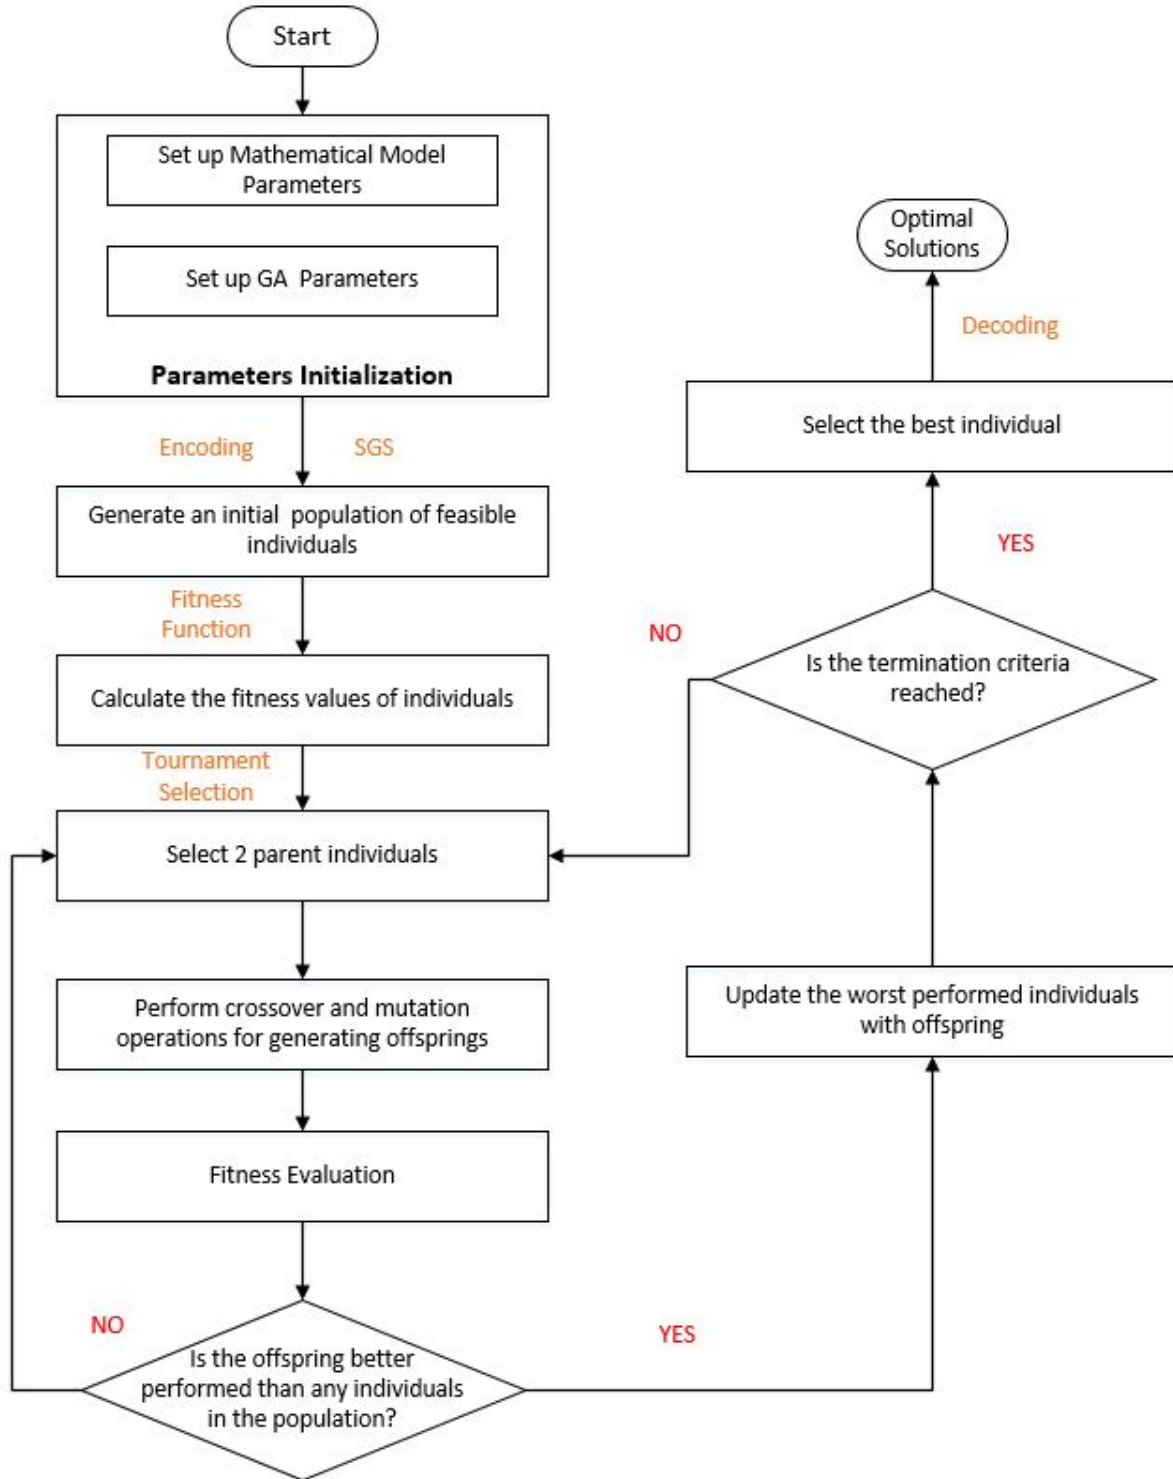 Start
Set up Mathematical Model
Parameters
Set up GA Parameters
Parameters Initialization
Encoding
SGS
Generate an initial population of feasible
individuals
Fitness
Function
Calculate the fitness values of individuals
Tournament
Selection
Select 2 parent individuals
Perform crossover and mutation
operations for generating offsprings
Fitness Evaluation
NO
Is the offspring better
performed than any individuals
in the population?
YES
Update the worst performed individuals
with offspring
Is the termination criteria
reached?
NO
YES
Select the best individual
Decoding
Optimal
Solutions